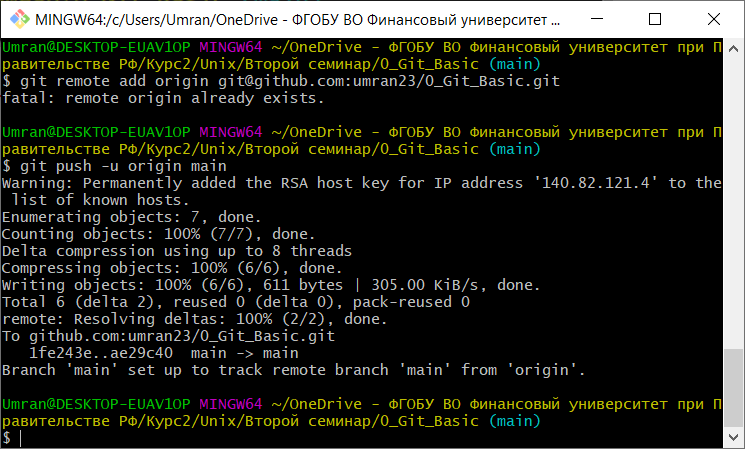 MINGW64:/c/Users/Umran/OneDrive - ФГОБУ ВО Финансовый университет ...
Umran@DESKTOP-EUAV1OP MINGW64 ~/OneDrive - ФГОБУ ВО Финансовый университет при П
равительстве РФ/Курс2/Unix/Второй семинар/0_Git_Basic (main)
$ git remote add origin git@github.com:umran23/0_Git_Basic.git
fatal: remote origin already exists.
Umran@DESKTOP-EUAV1OP MINGW64 ~/OneDrive - ФГОБУ ВО Финансовый университет при П
равительстве РФ/Курс2/Unix/Второй семинар/0_Git_Basic (main)
$ git push -u origin main
Warning: Permanently added the RSA host key for IP address '140.82.121.4' to the
 list of known hosts.
Enumerating objects: 7, done.
Counting objects: 100% (7/7), done.
Delta compression using up to 8 threads
Compressing objects: 100% (6/6), done.
Writing objects: 100% (6/6), 611 bytes | 305.00 KiB/s, done.
Total 6 (delta 2), reused 0 (delta 0), pack-reused 0
remote: Resolving deltas: 100% (2/2), done.
To github.com:umran23/0_Git_Basic.git
   1fe243e..ae29c40  main -> main
Branch 'main' set up to track remote branch 'main' from 'origin'.
Umran@DESKTOP-EUAV1OP MINGW64 ~/OneDrive - ФГОБУ ВО Финансовый университет при П
равительстве РФ/Курс2/Unix/Второй семинар/0_Git_Basic (main)
$